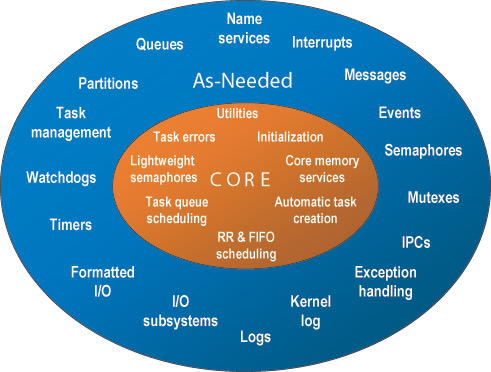 Name
services
Queues
Interrupts
As-Needed
Messages
Partitions
Utilities
Events
Task
management
Task errors
Initialization
Semaphores
Lightweight
semaphores
CORE
Core memory
services
Watchdogs
Mutexes
Task queue
scheduling
Automatic task
creation
Timers
RR & FIFO
scheduling
IPCs
Formatted
I/O
Exception
handling
I/O
subsystems
Kernel
log
Logs